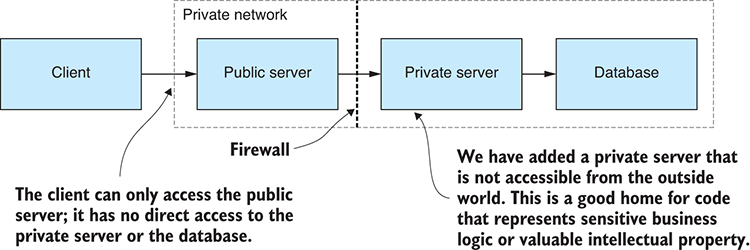 Private network
Client
Public server
Private server
Database
Firewall
The client can only access the public
server; it has no direct access to the
private server or the database.
We have added a private server that
is not accessible from the outside
world. This is a good home for code
that represents sensitive business
logic or valuable intellectual property.